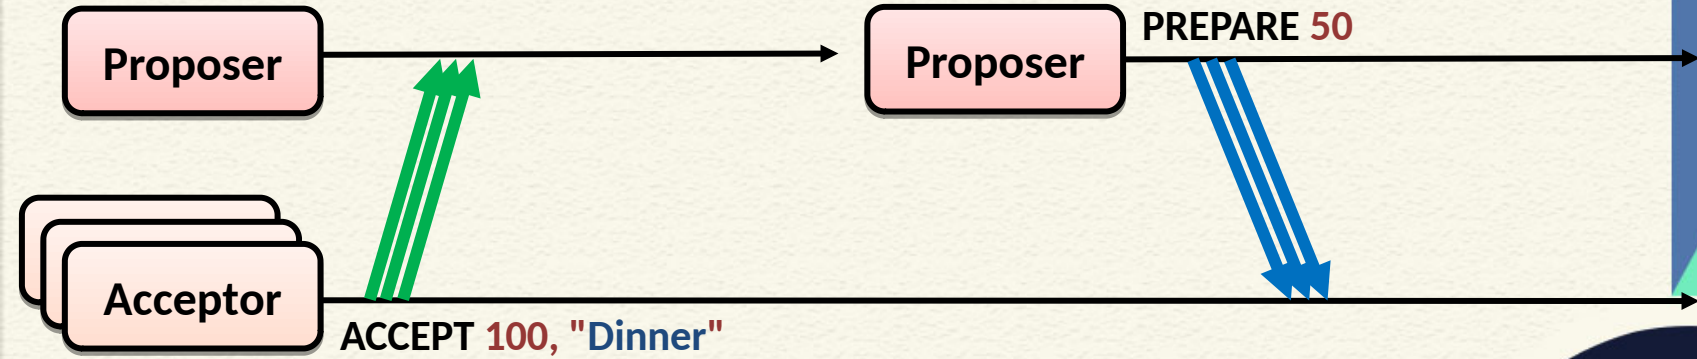 Proposer
Proposer
PREPARE 50
Acceptor
ACCEPT 100, "Dinner"